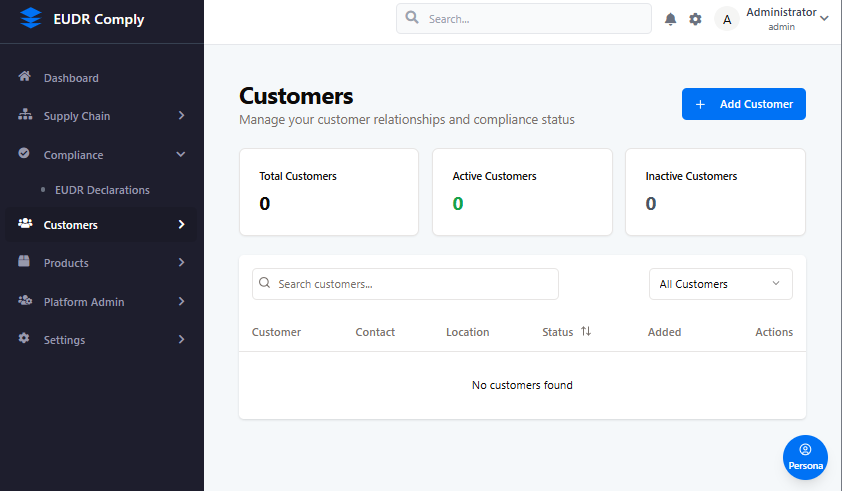 EUDR Comply
Search...
A
Administrator
admin
Dashboard
Supply Chain
Compliance
EUDR Declarations
Customers
Products
Platform Admin
Settings
Customers
Manage your customer relationships and compliance status
+ Add Customer
Total Customers
0
Active Customers
0
Inactive Customers
0
Search customers...
All Customers
Customer Contact Location Status Added Actions
No customers found
Persona